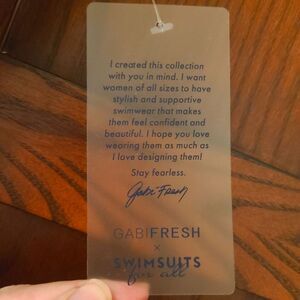 I created this collection
with you in mind. I want
women of all sizes to have
stylish and supportive
swimwear that makes
them feel confident and
beautiful. I hope you love
wearing them as much as
I love designing them!
Stay fearless.
Gabi Fresh
GABIFRESH
×
SWIMSUITS
for all